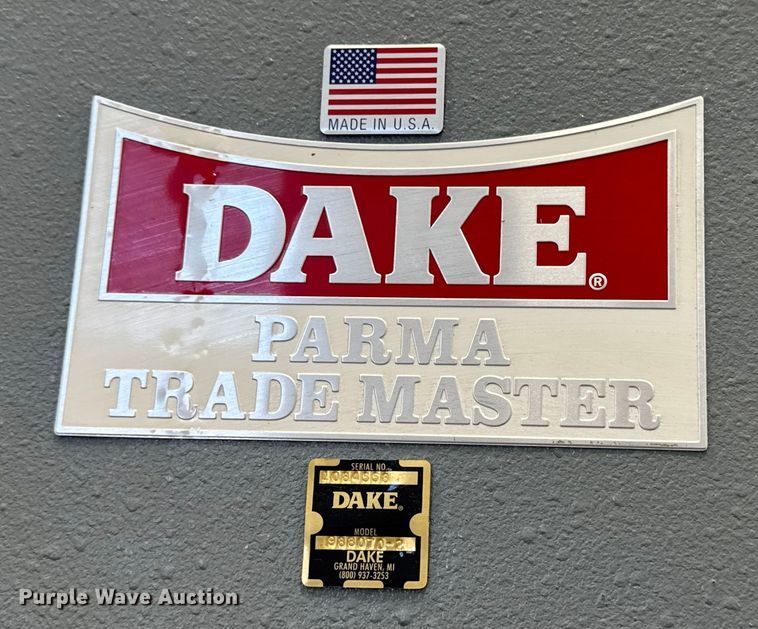 MADE IN U.S.A.
DAKE®
PARMA
TRADE MASTER
SERIAL NO.
DAKE®
MODEL
DAKE
GRAND HAVEN, MI
(800) 937-3253
Purple Wave Auction